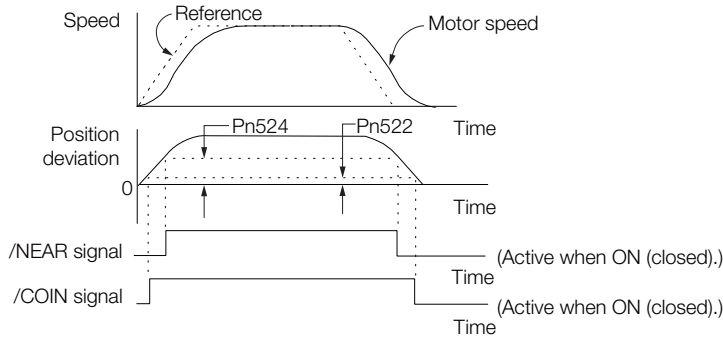 Speed
Reference
Motor speed
Time
Position
deviation
Pn524
Pn522
0
Time
/NEAR signal
(Active when ON (closed).)
Time
/COIN signal
(Active when ON (closed).)
Time